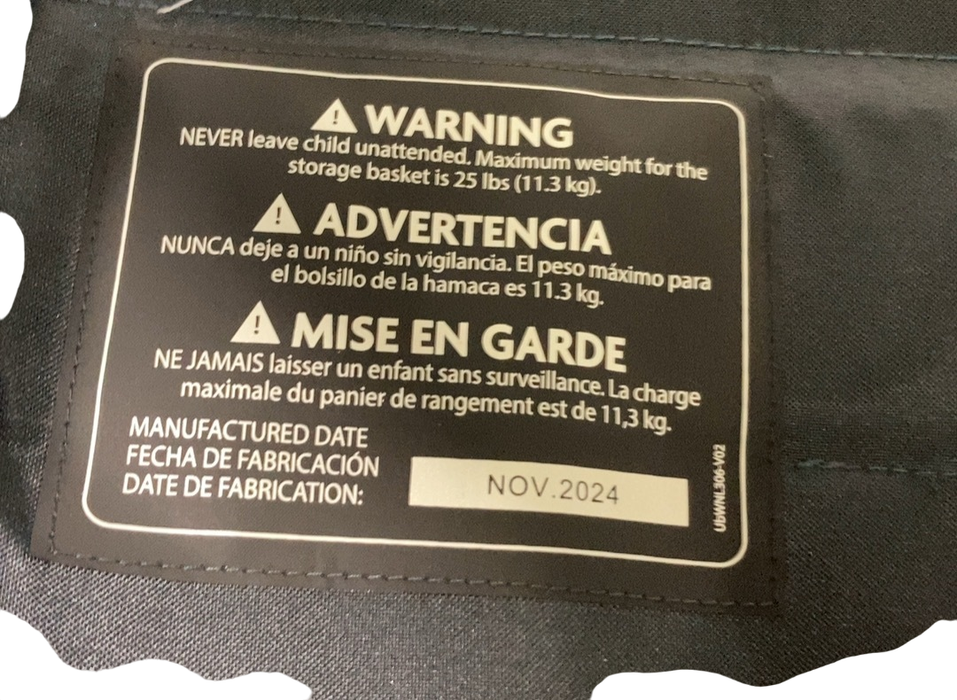 WARNING
NEVER leave child unattended. Maximum weight for the
storage basket is 25 lbs (11.3 kg).
ADVERTENCIA
NUNCA deje a un niño sin vigilancia. El peso máximo para
el bolsillo de la hamaca es 11.3 kg.
MISE EN GARDE
NE JAMAIS laisser un enfant sans surveillance. La charge
maximale du panier de rangement est de 11,3 kg.
MANUFACTURED DATE
FECHA DE FABRICACIÓN
DATE DE FABRICATION:
NOV.2024
UbWNL306-V02